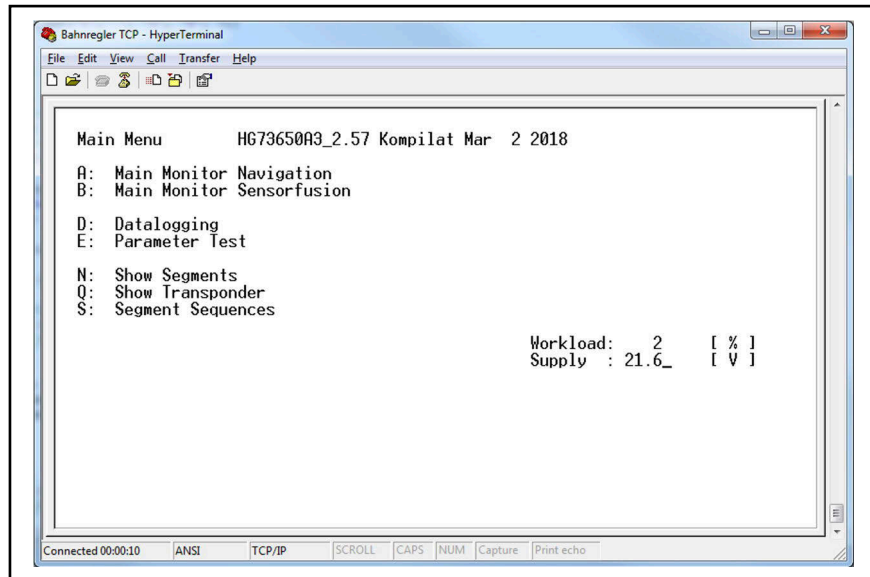 Bahnregler TCP - HyperTerminal
File Edit View Call Transfer Help
Main Menu HG73650A3_2.57 Kompilat Mar 2 2018
A: Main Monitor Navigation
B: Main Monitor Sensorfusion
D: Datalogging
E: Parameter Test
N: Show Segments
Q: Show Transponder
S: Segment Sequences
Workload: 2 [ % ]
Supply : 21.6_ [ V ]
Connected 00:00:10 ANSI TCP/IP SCROLL CAPS NUM Capture Print echo